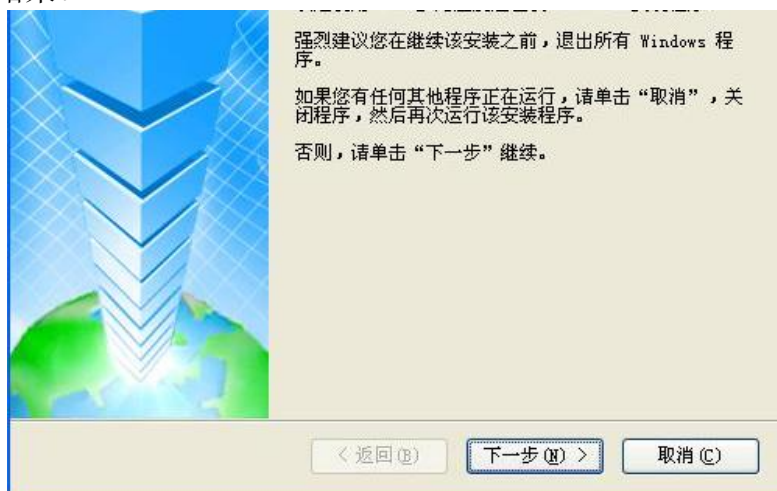 强烈建议您在继续该安装之前，退出所有 Windows 程
序。
如果您有任何其他程序正在运行，请单击“取消”，关
闭程序，然后再次运行该安装程序。
否则，请单击“下一步”继续。
< 返回(B)
下一步(N) >
取消(C)